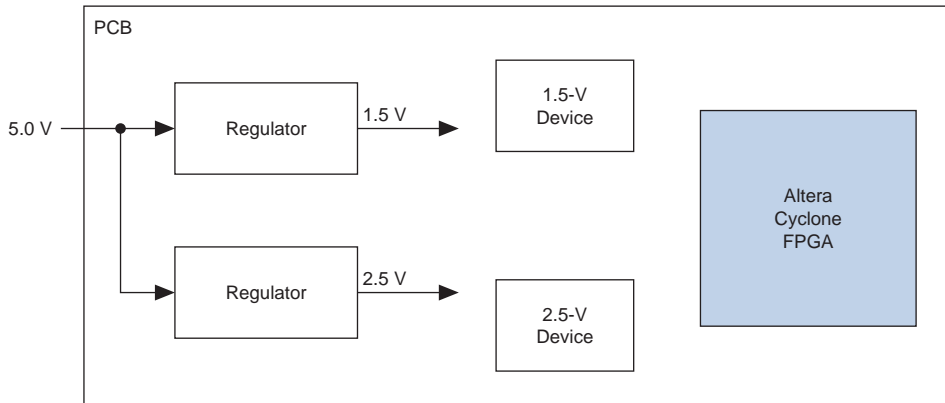 PCB
5.0 V
Regulator
1.5 V
1.5-V
Device
Altera
Cyclone
FPGA
Regulator
2.5 V
2.5-V
Device